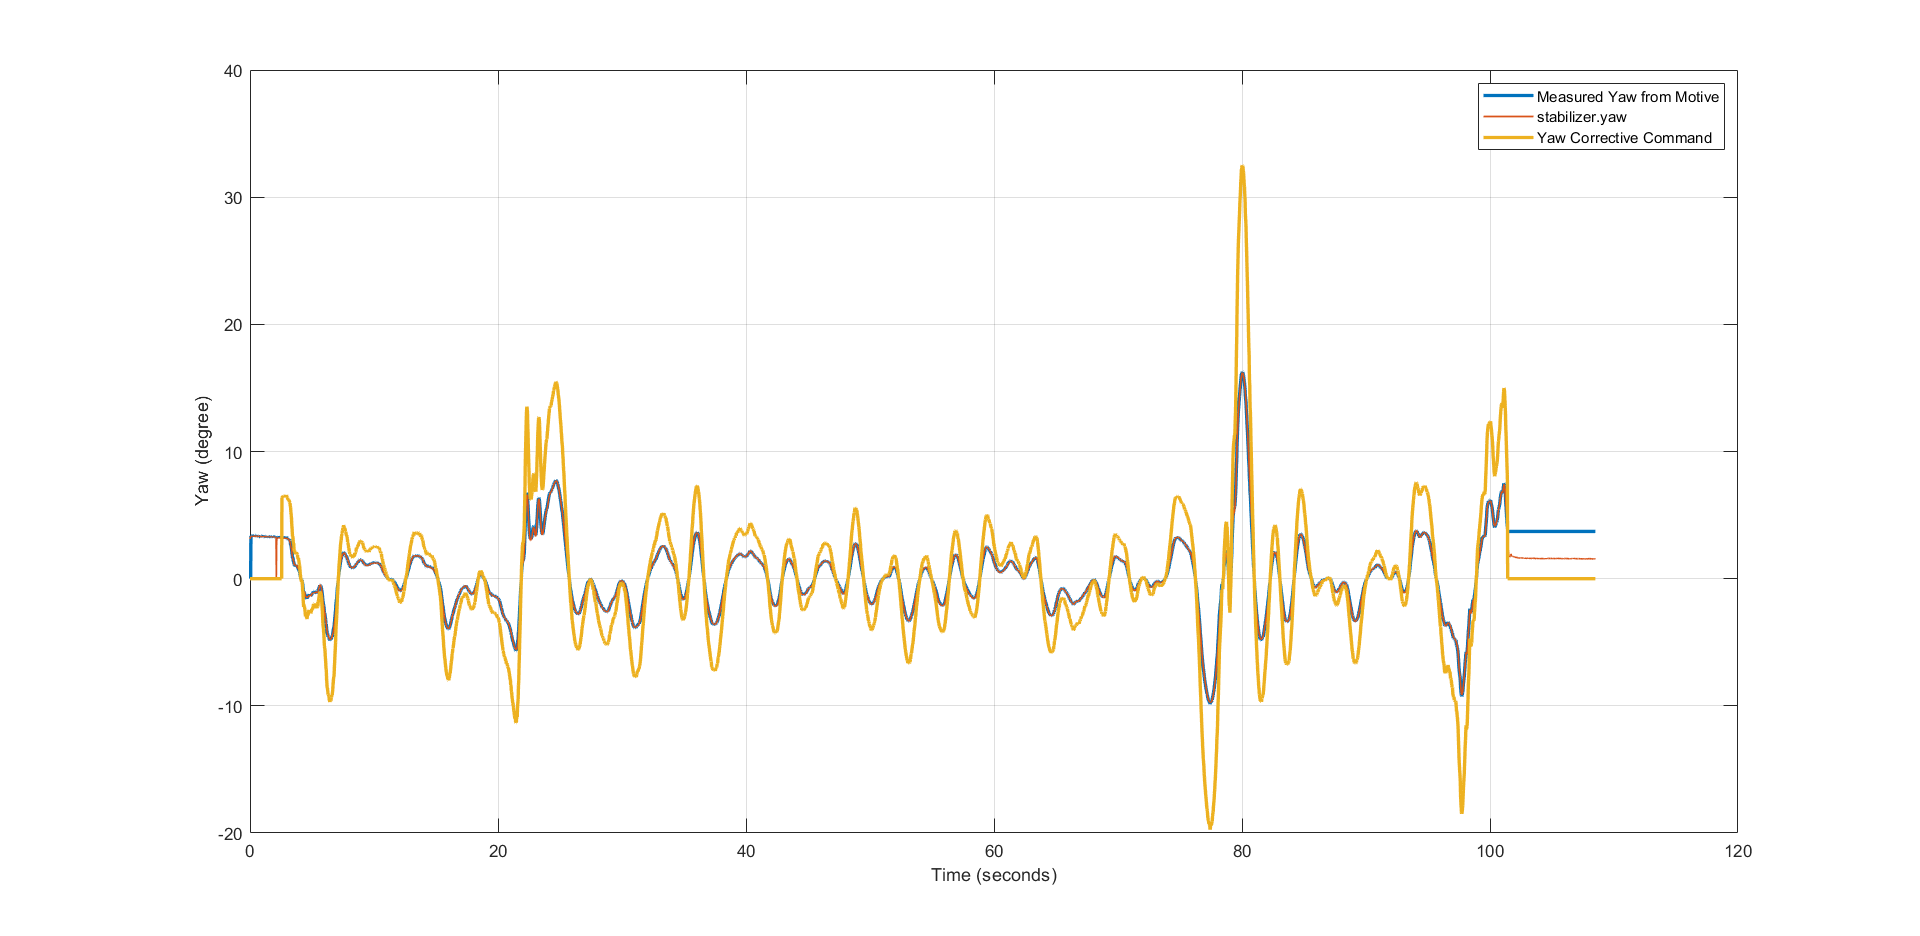 40
30
20
10
0
-10
-20
Yaw (degree)
Measured Yaw from Motive
stabilizer.yaw
Yaw Corrective Command
0 20 40 60 80 100 120
Time (seconds)